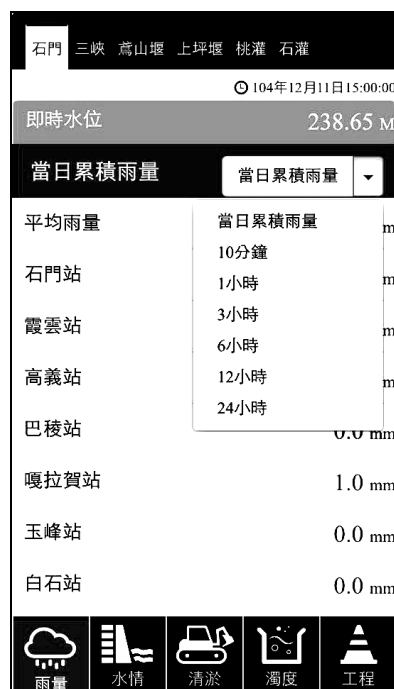 石門 三峽 鳶山堰 上坪堰 桃灌 石灌
104年12月11日15:00:00
即時水位 238.65 M
當日累積雨量 當日累積雨量
平均雨量 m
當日累積雨量
10分鐘
石門站 m
1小時
霞雲站 m
3小時
6小時
高義站 m
12小時
24小時
巴稜站 0.0 mm
嘎拉賀站 1.0 mm
玉峰站 0.0 mm
白石站 0.0 mm
雨量 水情 清淤 濁度 工程